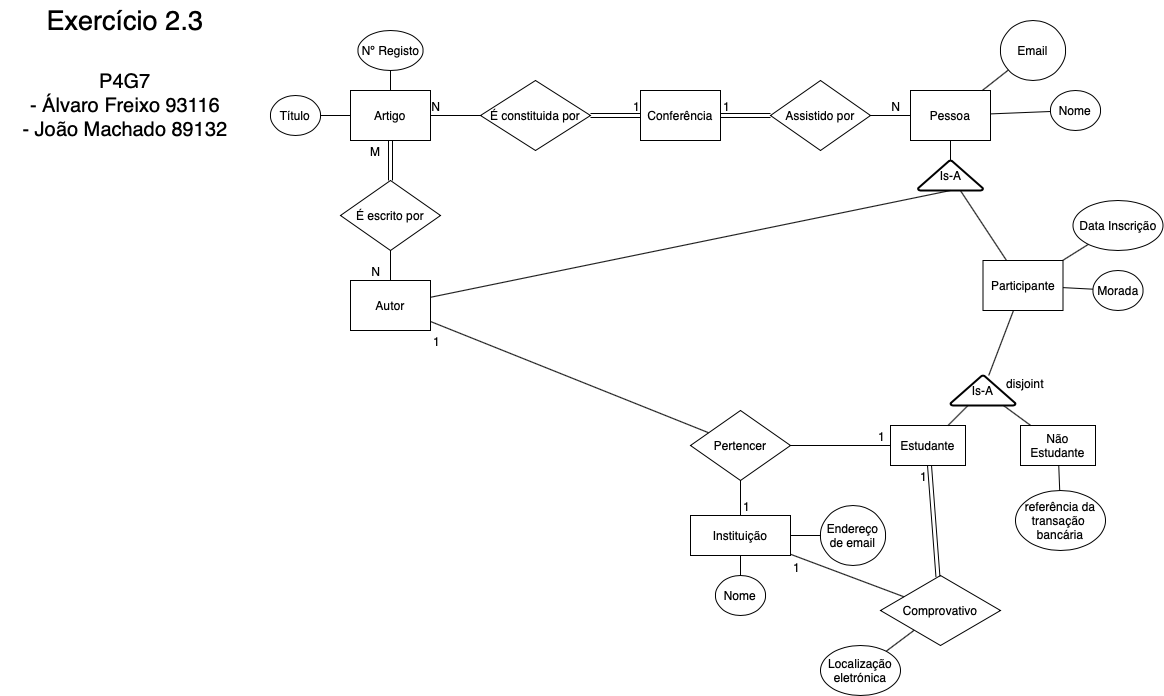 Exercício 2.3
P4G7
- Álvaro Freixo 93116
- João Machado 89132
Nº Registo
Título
Artigo
N
É constituida por
1
Conferência
1
Assistido por
N
Pessoa
Email
Nome
M
É escrito por
N
Autor
1
Is-A
Data Inscrição
Participante
Morada
Is-A
disjoint
Pertencer
1
Estudante
1
Não
Estudante
referência da
transação
bancária
1
Instituição
1
Endereço
de email
Nome
Comprovativo
Localização
eletrónica